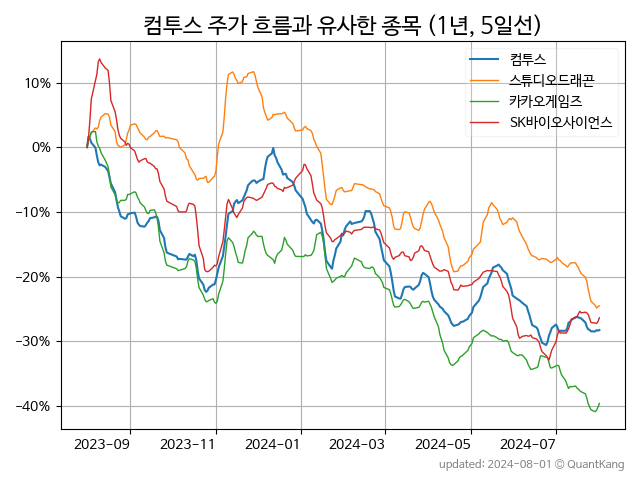 컴투스 주가 흐름과 유사한 종목 (1년, 5일선)
컴투스
스튜디오드래곤
카카오게임즈
SK바이오사이언스
10%
0%
−10%
−20%
−30%
−40%
2023-09
2023-11
2024-01
2024-03
2024-05
2024-07
updated: 2024-08-01 © QuantKang